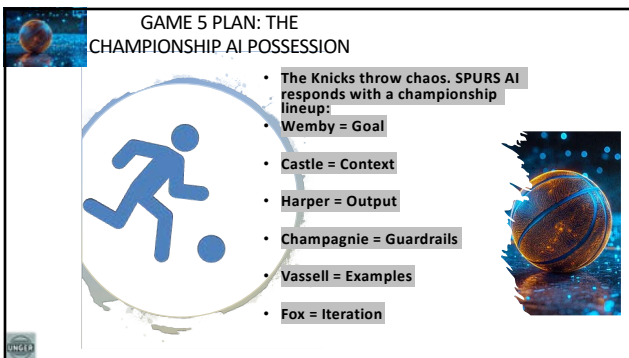 GAME 5 PLAN: THE
CHAMPIONSHIP AI POSSESSION
• The Knicks throw chaos. SPURS AI
responds with a championship
lineup:
• Wemby = Goal
• Castle = Context
• Harper = Output
• Champagnie = Guardrails
• Vassell = Examples
• Fox = Iteration
UNGER